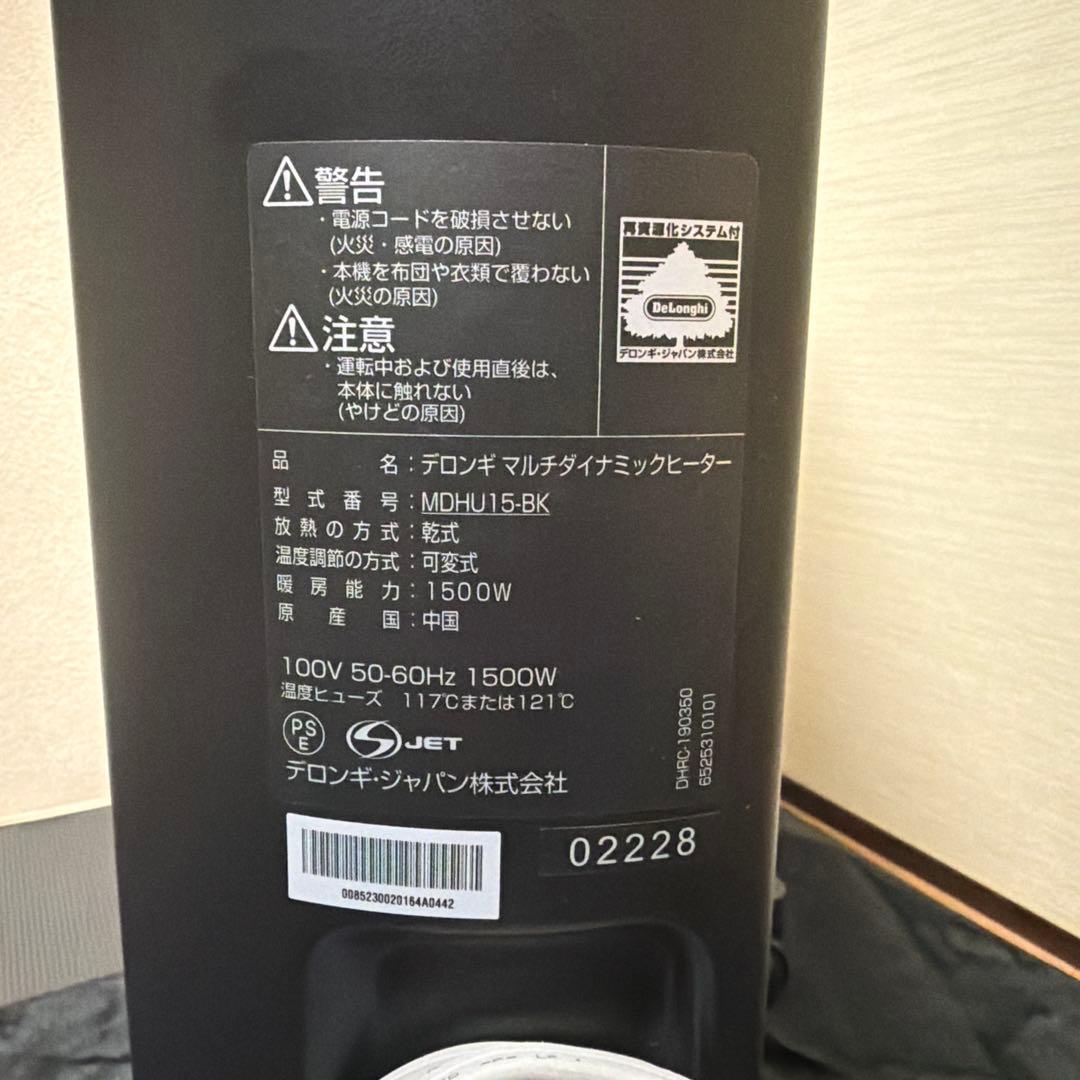 警告
・電源コードを破損させない
(火災・感電の原因)
・本機を布団や衣類で覆わない
(火災の原因)
注意
・運転中および使用直後は、
本体に触れない
(やけどの原因)
再資源化システム付
DeLonghi
デロンギ・ジャパン株式会社
品名：デロンギ マルチダイナミックヒーター
型式番号：MDHU15-BK
放熱の方式：乾式
温度調節の方式：可変式
暖房能力：1500W
原産国：中国
100V 50-60Hz 1500W
温度ヒューズ 117℃または121℃
PS
E
JET
デロンギ・ジャパン株式会社
DHRC-190350
6525310101
0085230020164A0442
02228